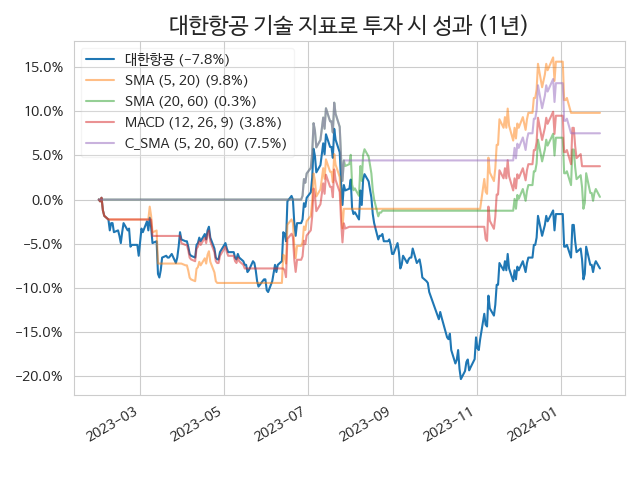 대한항공 기술 지표로 투자 시 성과 (1년)
대한항공 (-7.8%)
SMA (5, 20) (9.8%)
SMA (20, 60) (0.3%)
MACD (12, 26, 9) (3.8%)
C_SMA (5, 20, 60) (7.5%)
15.0%
10.0%
5.0%
0.0%
-5.0%
-10.0%
-15.0%
-20.0%
2023-03
2023-05
2023-07
2023-09
2023-11
2024-01